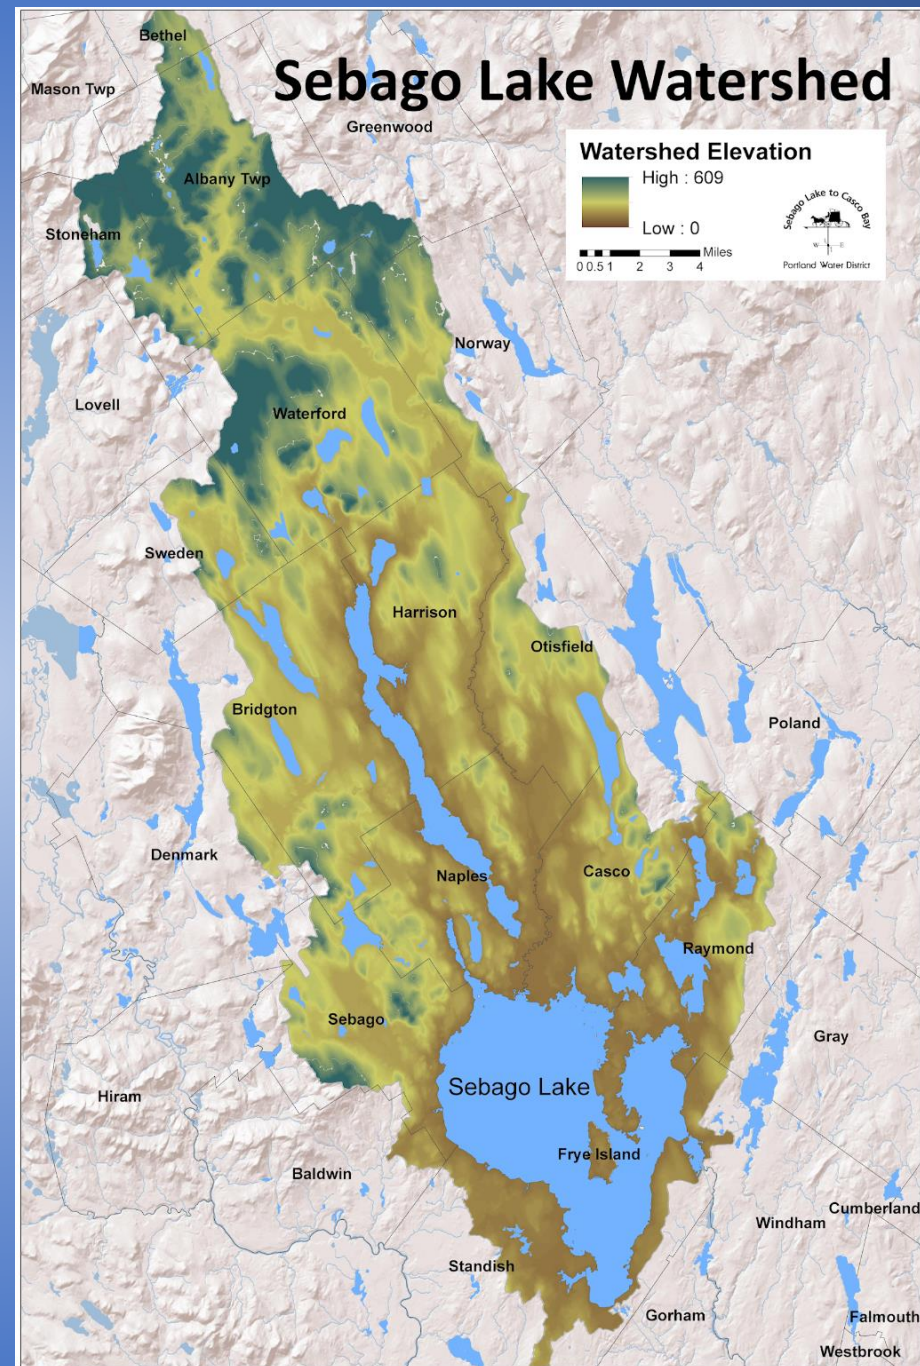 Bethel
Sebago Lake Watershed
Mason Twp
Greenwood
Watershed Elevation
High : 609
Low : 0
Miles
0 0.5 1 2 3 4
Sebago Lake to Casco Bay
W E
Portland Water District
Albany Twp
Stoneham
Norway
Lovell
Waterford
Sweden
Harrison
Otisfield
Bridgton
Poland
Denmark
Naples
Casco
Raymond
Sebago
Gray
Sebago Lake
Hiram
Frye Island
Baldwin
Cumberland
Windham
Standish
Gorham
Falmouth
Westbrook